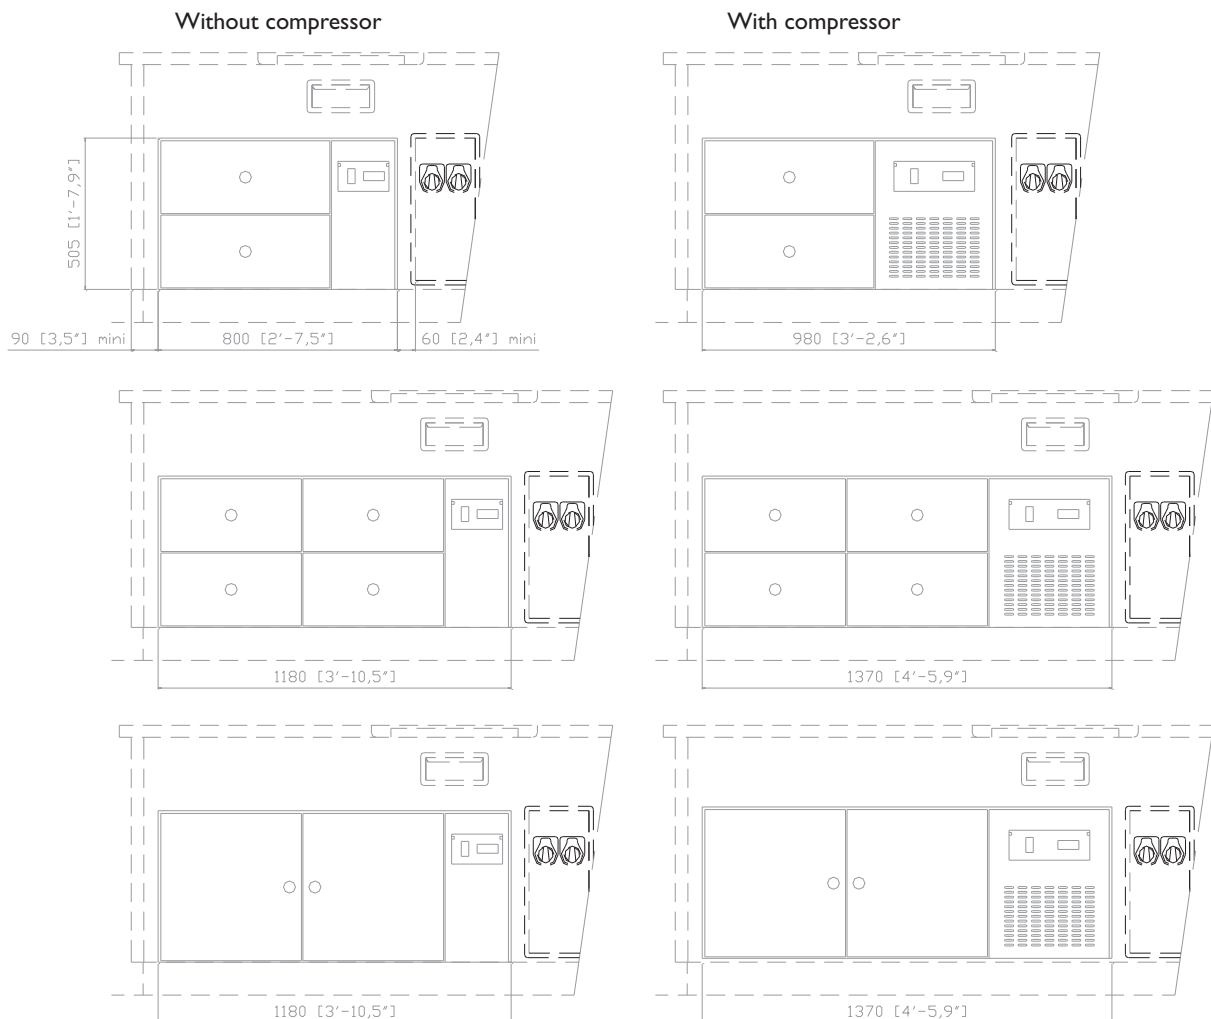 Without compressor
With compressor
505 [1′-7,9″]
90 [3,5″] mini
800 [2′-7,5″]
60 [2,4″] mini
980 [3′-2,6″]
1180 [3′-10,5″]
1370 [4′-5,9″]
1180 [3′-10,5″]
1370 [4′-5,9″]